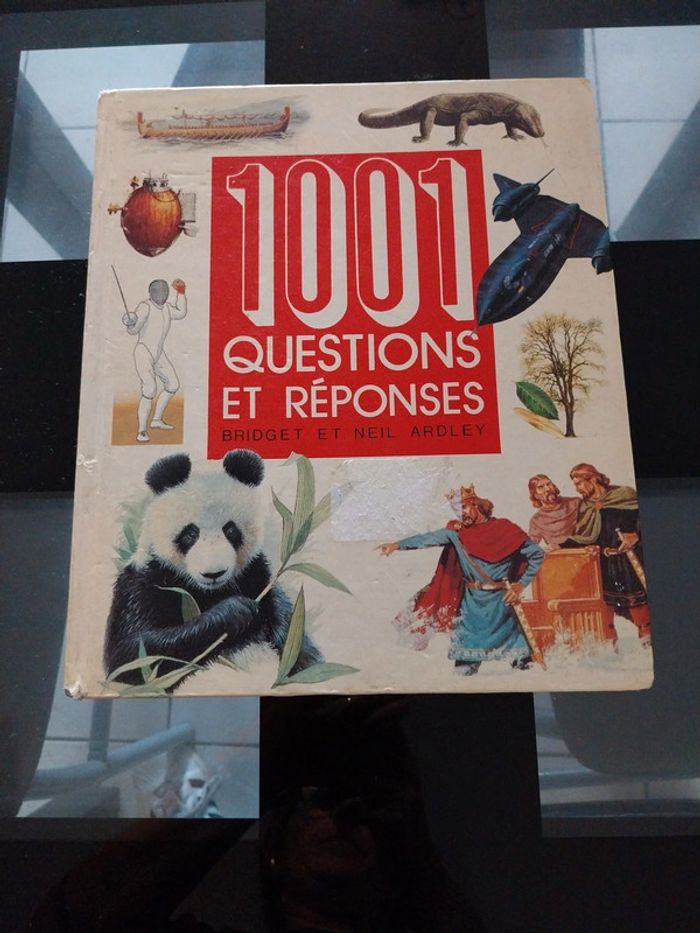 1001
QUESTIONS
ET RÉPONSES
BRIDGET ET NEIL ARDLEY